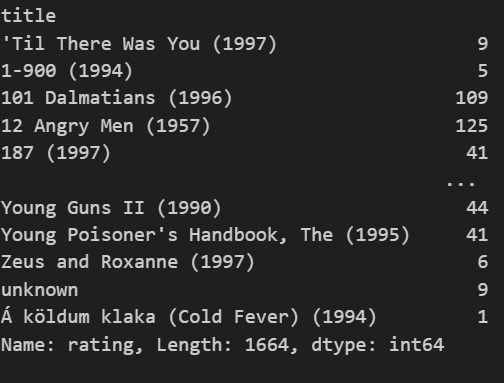 title
'Til There Was You (1997) 9
1-900 (1994) 5
101 Dalmatians (1996) 109
12 Angry Men (1957) 125
187 (1997) 41
...
Young Guns II (1990) 44
Young Poisoner's Handbook, The (1995) 41
Zeus and Roxanne (1997) 6
unknown 9
Á köldum klaka (Cold Fever) (1994) 1
Name: rating, Length: 1664, dtype: int64